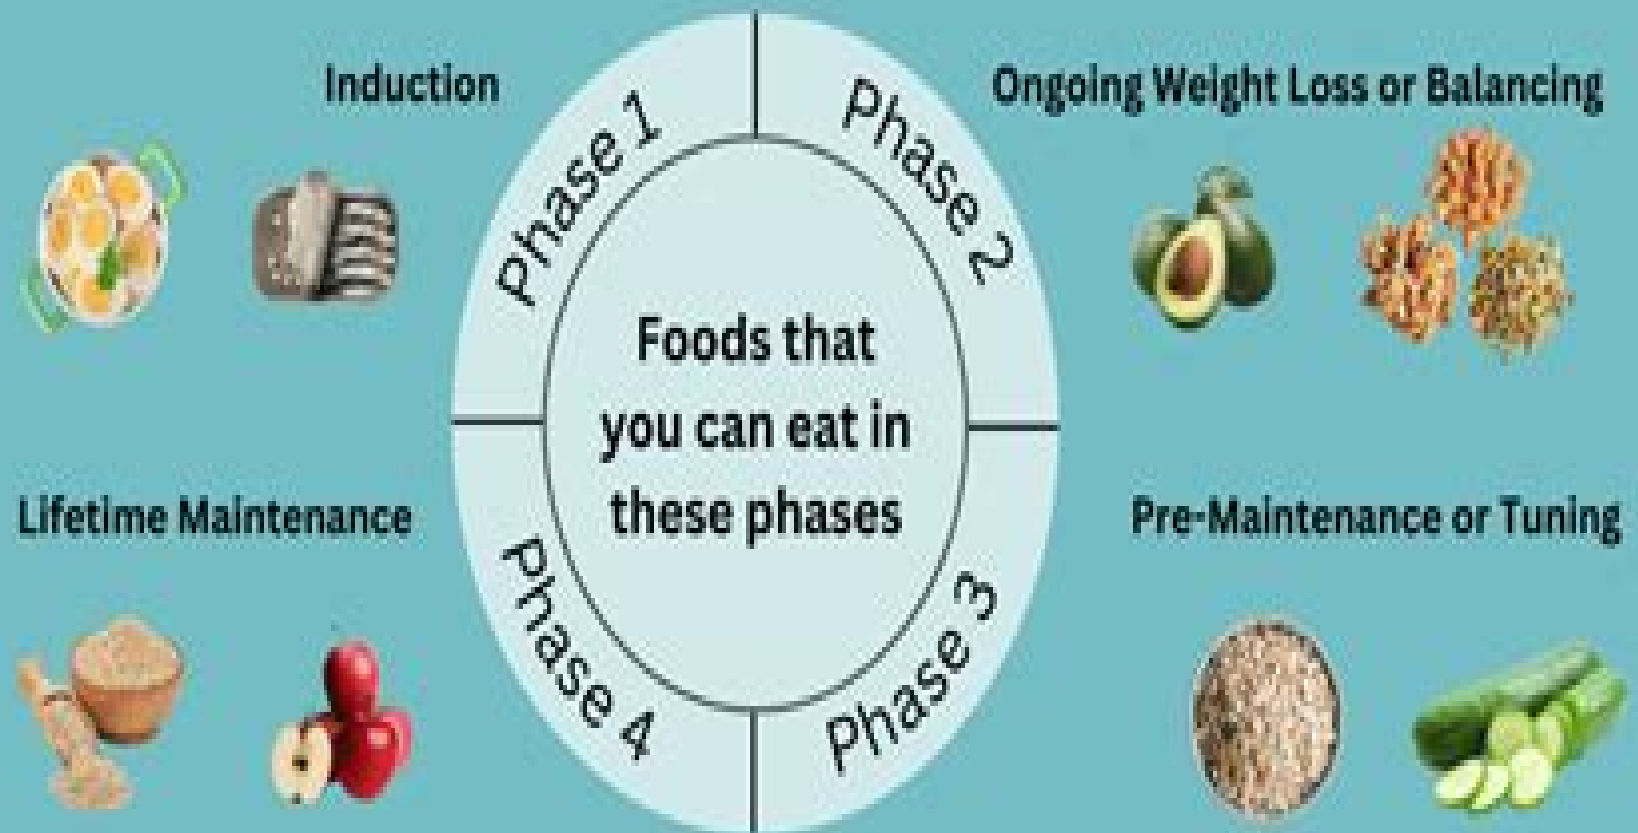 Induction
Phase 1
Phase 2
Ongoing Weight Loss or Balancing
Foods that
you can eat in
these phases
Lifetime Maintenance
Phase 4
Phase 3
Pre-Maintenance or Tuning